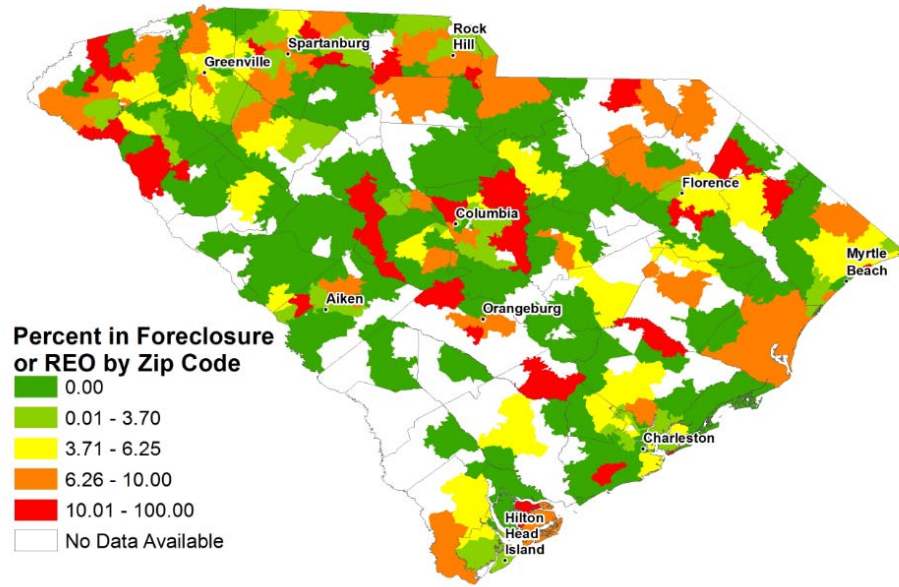 Rock
Hill
Spartanburg
Greenville
Florence
Columbia
Myrtle
Beach
Aiken
Orangeburg
Percent in Foreclosure
or REO by Zip Code
0.00
0.01 - 3.70
3.71 - 6.25
6.26 - 10.00
10.01 - 100.00
No Data Available
Charleston
Hilton
Head
Island